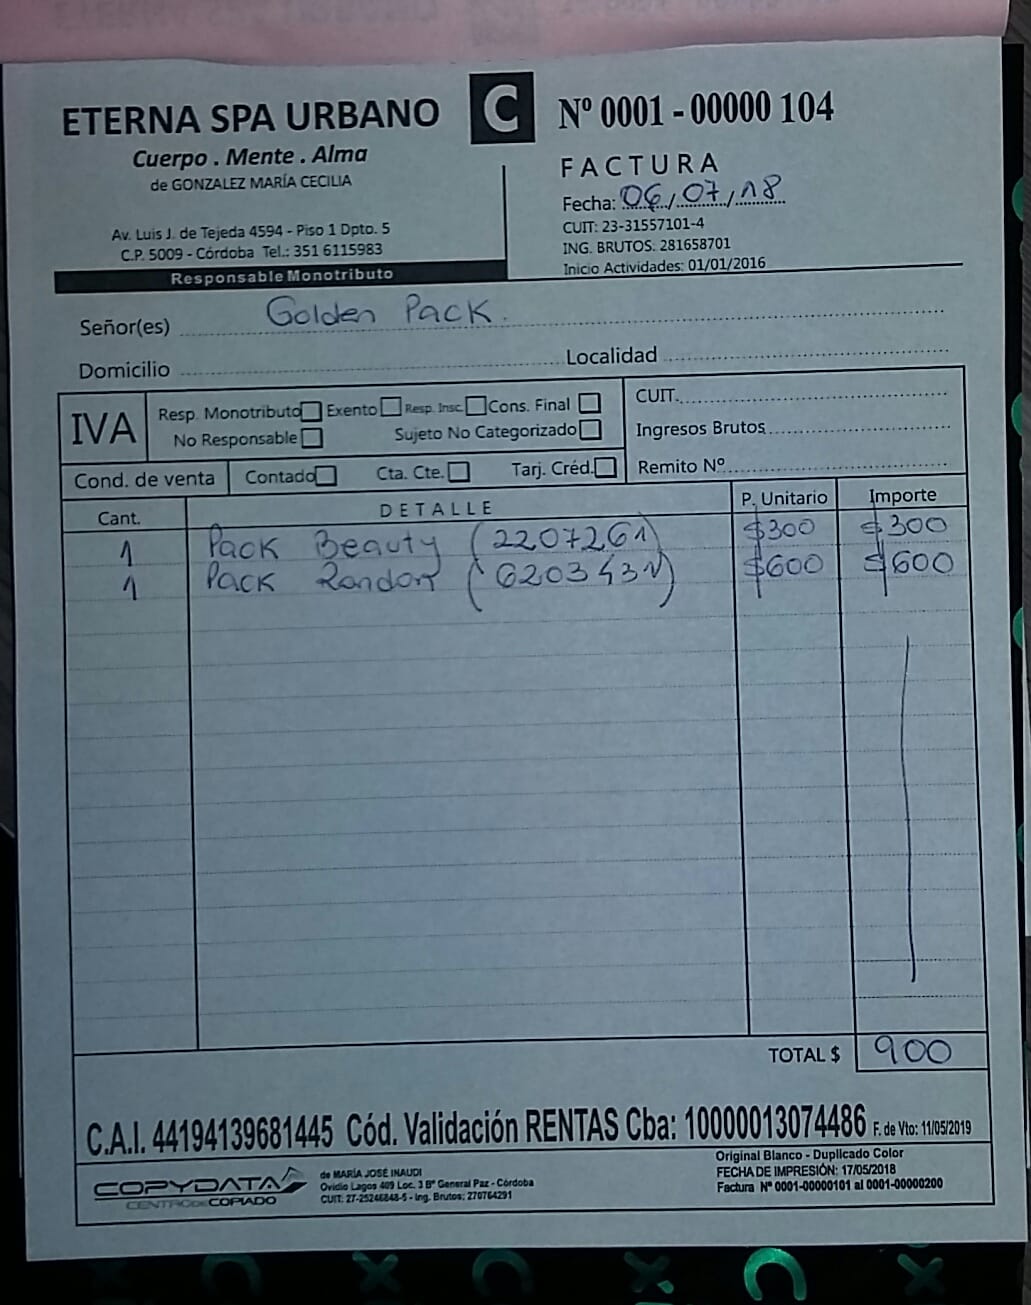 ETERNA SPA URBANO
Cuerpo . Mente . Alma
de GONZALEZ MARÍA CECILIA
Av. Luis J. de Tejeda 4594 - Piso 1 Dpto. 5
C.P. 5009 - Córdoba Tel.: 351 6115983
Responsable Monotributo
C
Nº 0001 - 00000 104
FACTURA
Fecha: 06/07/18
CUIT: 23-31557101-4
ING. BRUTOS: 281658701
Inicio Actividades: 01/01/2016
Señor(es) Golden Pack.
Domicilio Localidad
IVA
Resp. Monotributo Exento Resp. Insc. Cons. Final
No Responsable Sujeto No Categorizado
CUIT.
Ingresos Brutos
Remito Nº
Cond. de venta Contado Cta. Cte. Tarj. Créd.
Cant. DETALLE P. Unitario Importe
1 Pack Beauty (2207261) $300 $300
1 Pack $600 $600
TOTAL $ 900
C.A.I. 44194139681445 Cód. Validación RENTAS Cba: 10000013074486 F. de Vto: 11/05/2019
COPYDATA
CENTRO DE COPIADO
de MARÍA JOSÉ INAUDI
Ovidio Lagos 409 Loc. 3 Bº General Paz - Córdoba
CUIT: 27-25246848-5 - Ing. Brutos: 270764291
Original Blanco - Duplicado Color
FECHA DE IMPRESIÓN: 17/05/2018
Factura Nº 0001-00000101 al 0001-00000200